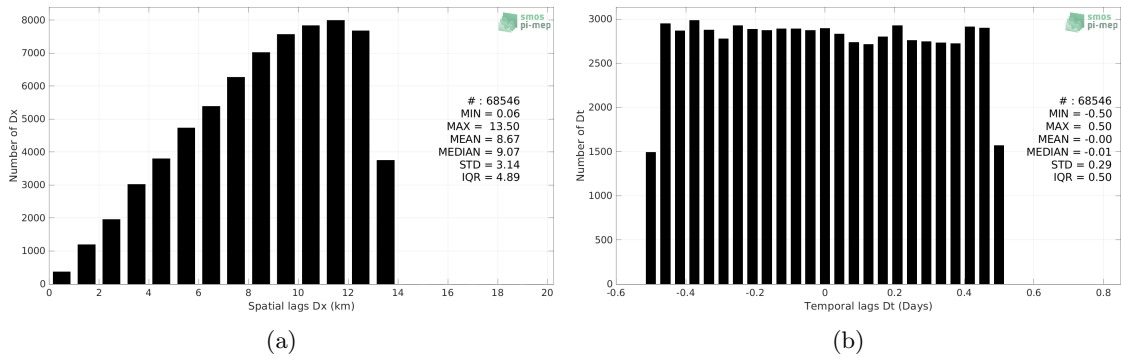 8000
7000
6000
5000
4000
3000
2000
1000
0
Number of Dx
smos
pi-mep
# : 68546
MIN = 0.06
MAX = 13.50
MEAN = 8.67
MEDIAN = 9.07
STD = 3.14
IQR = 4.89
0 2 4 6 8 10 12 14 16 18 20
Spatial lags Dx (km)
(a)
3000
2500
2000
1500
1000
500
0
Number of Dt
smos
pi-mep
# : 68546
MIN = -0.50
MAX = 0.50
MEAN = -0.00
MEDIAN = -0.01
STD = 0.29
IQR = 0.50
-0.6 -0.4 -0.2 0 0.2 0.4 0.6 0.8
Temporal lags Dt (Days)
(b)